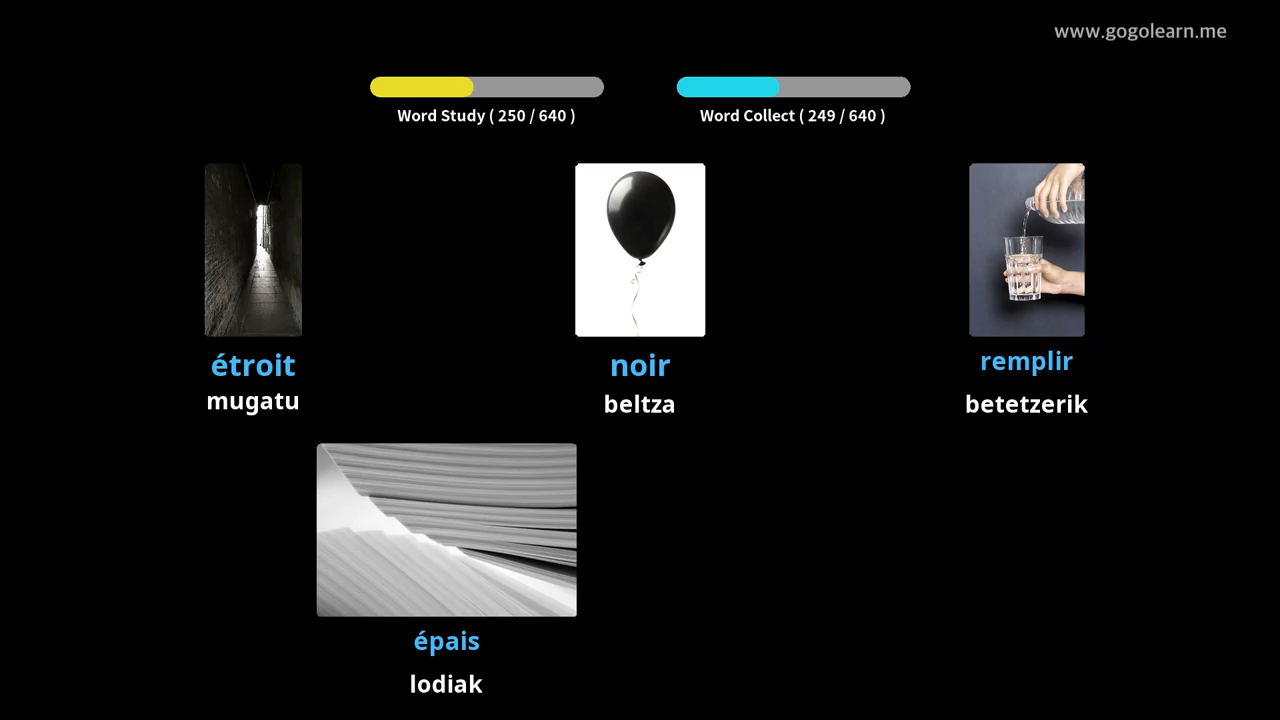 www.gogolearn.me
Word Study ( 250 / 640 )
Word Collect ( 249 / 640 )
étroit
mugatu
noir
beltza
remplir
betetzerik
épais
lodiak